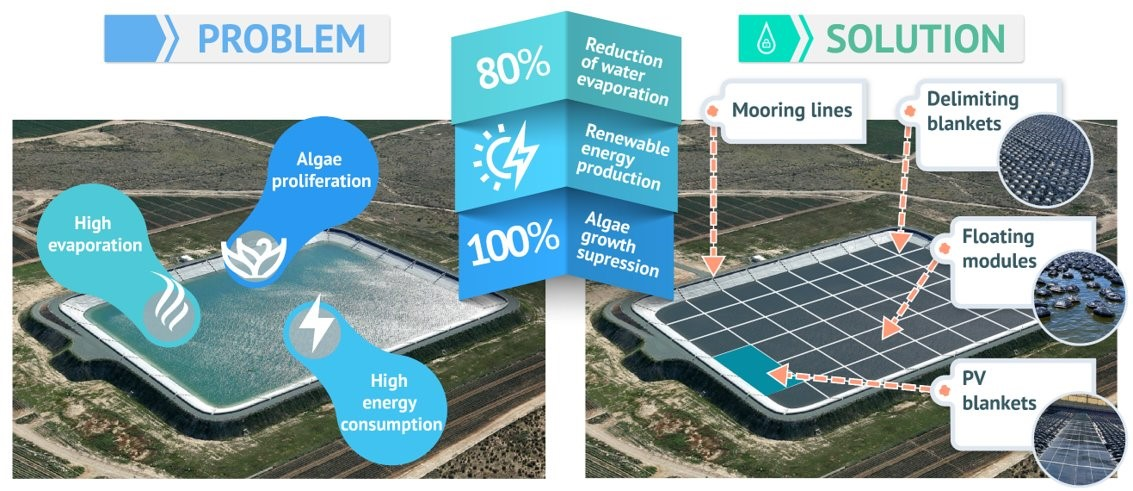 PROBLEM
High
evaporation
Algae
proliferation
High
energy
consumption
80%
Reduction
of water
evaporation
Renewable
energy
production
100%
Algae
growth
supression
SOLUTION
Mooring lines
Delimiting
blankets
Floating
modules
PV
blankets